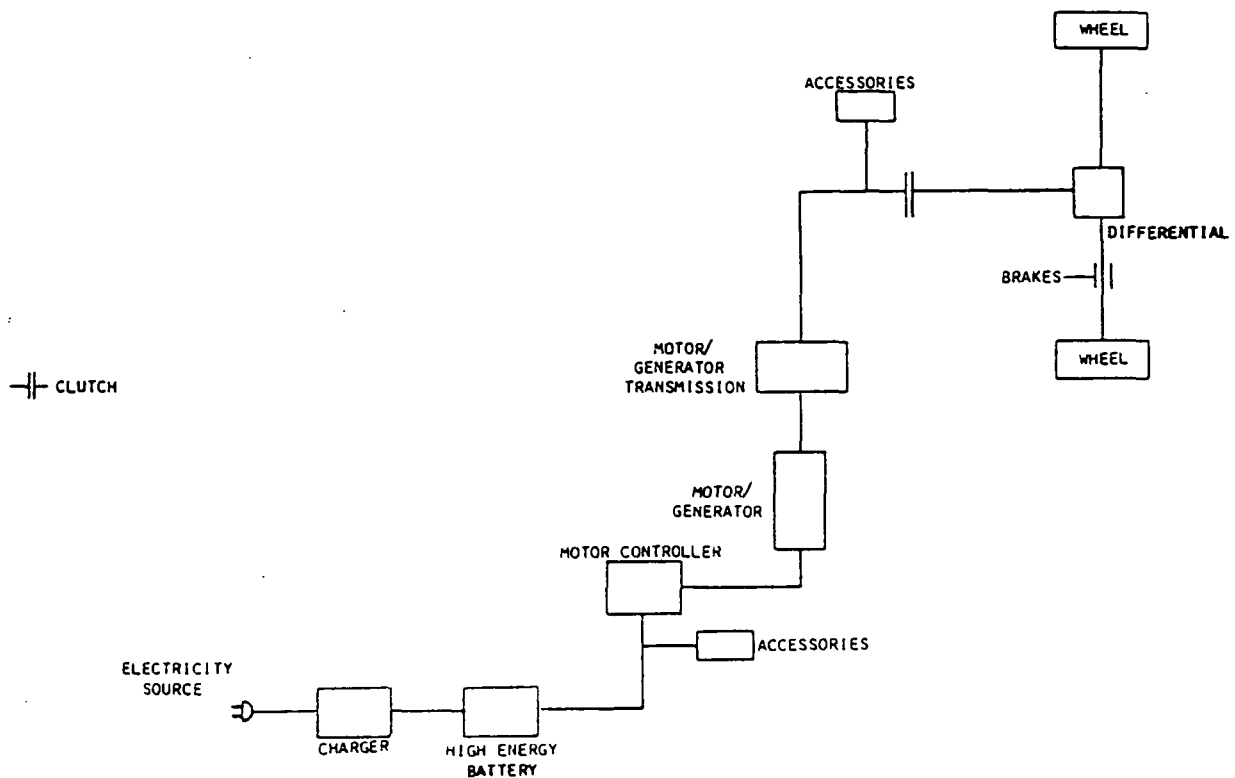 WHEEL
ACCESSORIES
DIFFERENTIAL
BRAKES
WHEEL
MOTOR/
GENERATOR
TRANSMISSION
CLUTCH
MOTOR/
GENERATOR
MOTOR CONTROLLER
ACCESSORIES
ELECTRICITY
SOURCE
CHARGER
HIGH ENERGY
BATTERY